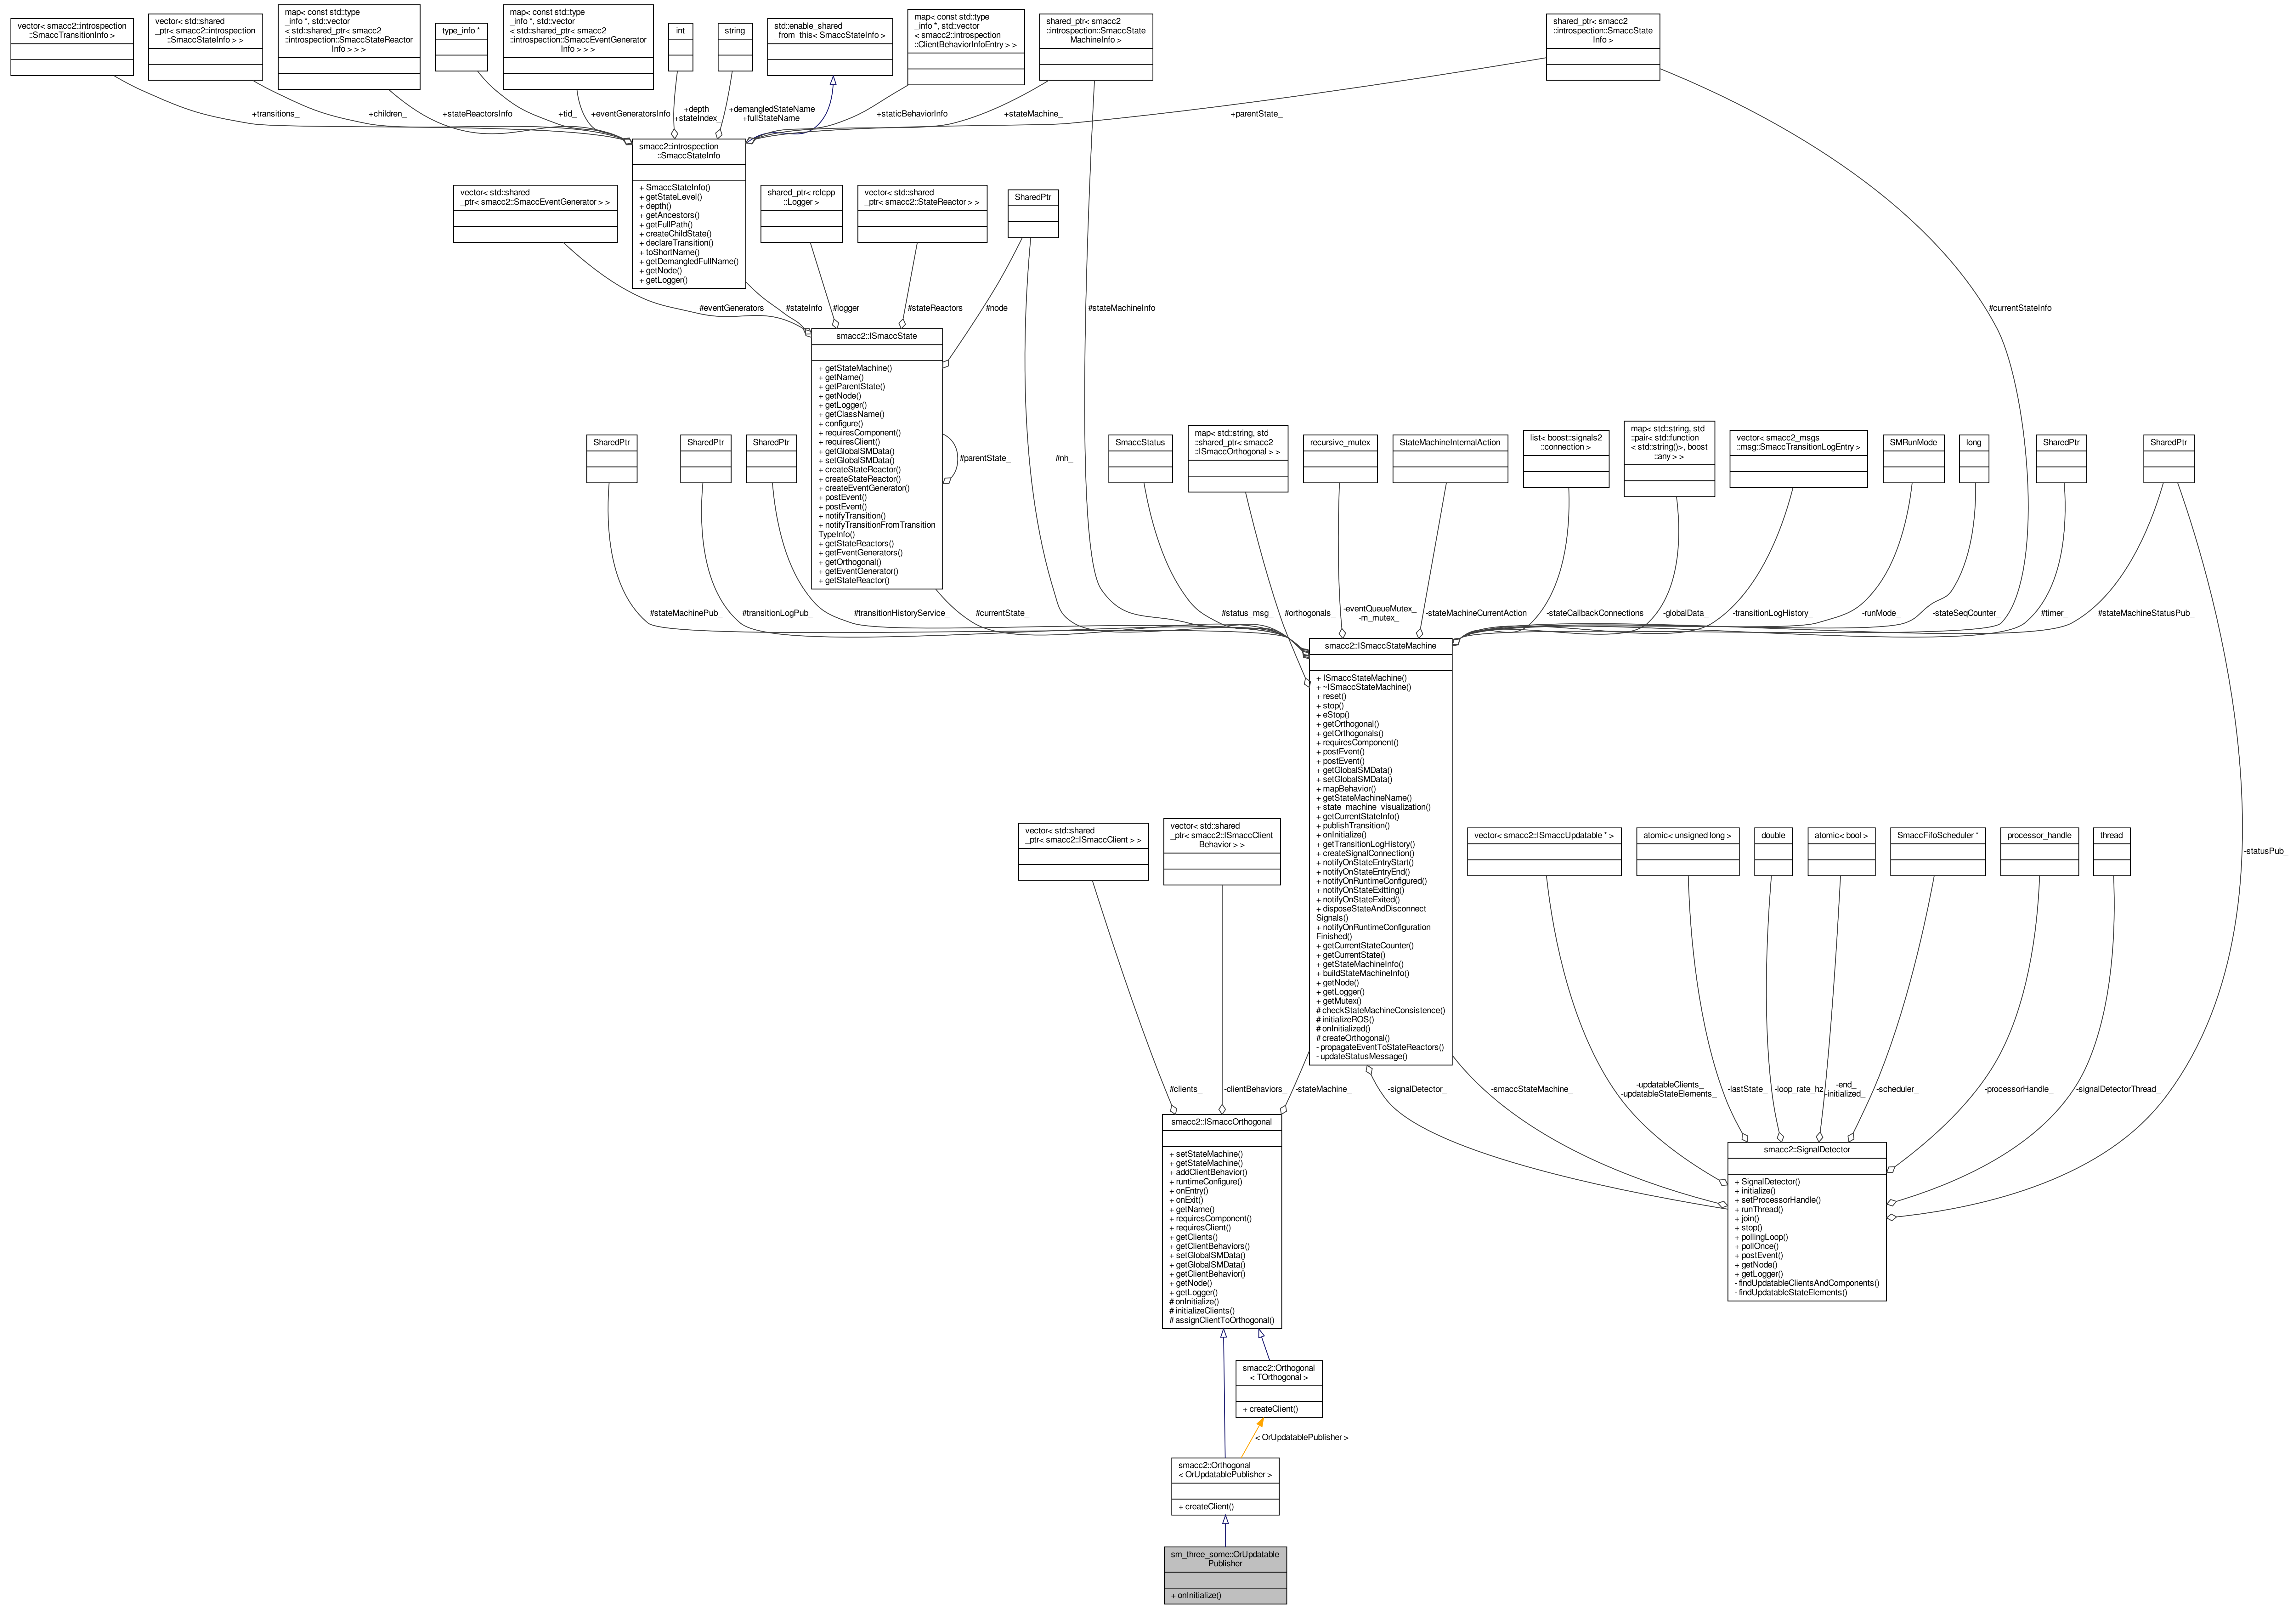 vector< smacc2::introspection
::SmaccTransitionInfo >
vector< std::shared
_ptr< smacc2::introspection
::SmaccStateInfo > >
map< const std::type
_info *, std::vector
< std::shared_ptr< smacc2
::introspection::SmaccStateReactor
Info > > >
type_info *
map< const std::type
_info *, std::vector
< std::shared_ptr< smacc2
::introspection::SmaccEventGenerator
Info > > >
int
string
std::enable_shared
_from_this< SmaccStateInfo >
map< const std::type
_info *, std::vector
< smacc2::introspection
::ClientBehaviorInfoEntry > >
shared_ptr< smacc2
::introspection::SmaccState
MachineInfo >
shared_ptr< smacc2
::introspection::SmaccState
Info >
+transitions_
+children_
+stateReactorsInfo
+tid_
+eventGeneratorsInfo
+depth_
+stateIndex_
+demangledStateName
+fullStateName
+staticBehaviorInfo
+stateMachine_
+parentState_
smacc2::introspection
::SmaccStateInfo
+ SmaccStateInfo()
+ getStateLevel()
+ depth()
+ getAncestors()
+ getFullPath()
+ createChildState()
+ declareTransition()
+ toShortName()
+ getDemangledFullName()
+ getNode()
+ getLogger()
vector< std::shared
_ptr< smacc2::SmaccEventGenerator > >
shared_ptr< rclcpp
::Logger >
vector< std::shared
_ptr< smacc2::StateReactor > >
SharedPtr
#eventGenerators_
#stateInfo_
#logger_
#stateReactors_
#node_
#stateMachineInfo_
#currentStateInfo_
smacc2::ISmaccState
+ getStateMachine()
+ getName()
+ getParentState()
+ getNode()
+ getLogger()
+ getClassName()
+ configure()
+ requiresComponent()
+ requiresClient()
+ getGlobalSMData()
+ setGlobalSMData()
+ createStateReactor()
+ createStateReactor()
+ createEventGenerator()
+ postEvent()
+ postEvent()
+ notifyTransition()
+ notifyTransitionFromTransition
TypeInfo()
+ getStateReactors()
+ getEventGenerators()
+ getOrthogonal()
+ getEventGenerator()
+ getStateReactor()
#parentState_
#nh_
SharedPtr
SharedPtr
SharedPtr
SmaccStatus
map< std::string, std
::shared_ptr< smacc2
::ISmaccOrthogonal > >
recursive_mutex
StateMachineInternalAction
list< boost::signals2
::connection >
map< std::string, std
::pair< std::function
< std::string()>, boost
::any > >
vector< smacc2_msgs
::msg::SmaccTransitionLogEntry >
SMRunMode
long
SharedPtr
SharedPtr
#stateMachinePub_
#transitionLogPub_
#transitionHistoryService_
#currentState_
#status_msg_
#orthogonals_
-eventQueueMutex_
-m_mutex_
-stateMachineCurrentAction
-stateCallbackConnections
-globalData_
-transitionLogHistory_
-runMode_
-stateSeqCounter_
#timer_
#stateMachineStatusPub_
smacc2::ISmaccStateMachine
+ ISmaccStateMachine()
+ ~ISmaccStateMachine()
+ reset()
+ stop()
+ eStop()
+ getOrthogonal()
+ getOrthogonals()
+ requiresComponent()
+ postEvent()
+ postEvent()
+ getGlobalSMData()
+ setGlobalSMData()
+ mapBehavior()
+ getStateMachineName()
+ state_machine_visualization()
+ getCurrentStateInfo()
+ publishTransition()
+ onInitialize()
+ getTransitionLogHistory()
+ createSignalConnection()
+ notifyOnStateEntryStart()
+ notifyOnStateEntryEnd()
+ notifyOnRuntimeConfigured()
+ notifyOnStateExitting()
+ notifyOnStateExited()
+ disposeStateAndDisconnect
Signals()
+ notifyOnRuntimeConfiguration
Finished()
+ getCurrentStateCounter()
+ getCurrentState()
+ getStateMachineInfo()
+ buildStateMachineInfo()
+ getNode()
+ getLogger()
+ getMutex()
# checkStateMachineConsistence()
# initializeROS()
# onInitialized()
# createOrthogonal()
- propagateEventToStateReactors()
- updateStatusMessage()
vector< std::shared
_ptr< smacc2::ISmaccClient > >
vector< std::shared
_ptr< smacc2::ISmaccClient
Behavior > >
vector< smacc2::ISmaccUpdatable * >
atomic< unsigned long >
double
atomic< bool >
SmaccFifoScheduler *
processor_handle
thread
-statusPub_
#clients_
-clientBehaviors_
-stateMachine_
-signalDetector_
-smaccStateMachine_
-updatableClients_
-updatableStateElements_
-lastState_
-loop_rate_hz
-end_
-initialized_
-scheduler_
-processorHandle_
-signalDetectorThread_
smacc2::ISmaccOrthogonal
+ setStateMachine()
+ getStateMachine()
+ addClientBehavior()
+ runtimeConfigure()
+ onEntry()
+ onExit()
+ getName()
+ requiresComponent()
+ requiresClient()
+ getClients()
+ getClientBehaviors()
+ setGlobalSMData()
+ getGlobalSMData()
+ getClientBehavior()
+ getNode()
+ getLogger()
# onInitialize()
# initializeClients()
# assignClientToOrthogonal()
smacc2::SignalDetector
+ SignalDetector()
+ initialize()
+ setProcessorHandle()
+ runThread()
+ join()
+ stop()
+ pollingLoop()
+ pollOnce()
+ postEvent()
+ getNode()
+ getLogger()
- findUpdatableClientsAndComponents()
- findUpdatableStateElements()
smacc2::Orthogonal
< TOrthogonal >
+ createClient()
< OrUpdatablePublisher >
smacc2::Orthogonal
< OrUpdatablePublisher >
+ createClient()
sm_three_some::OrUpdatable
Publisher
+ onInitialize()